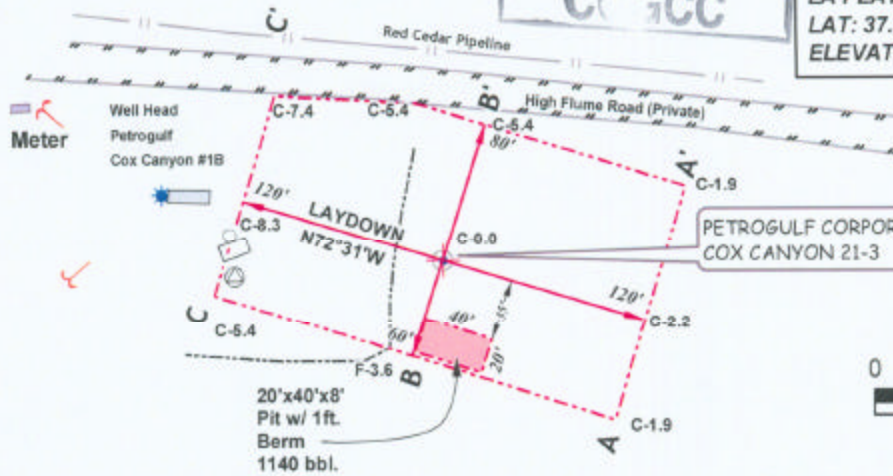 C'
Red Cedar Pipeline
LAT: 37.
ELEVAT
High Flume Road (Private)
Meter
Well Head
Petrogulf
Cox Canyon #1B
C-7.4
C-5.4
B'
C-5.4
80'
A'
C-1.9
120'
LAYDOWN
N72°31'W
C-8.3
C-0.0
PETROGULF CORPOR
COX CANYON 21-3
120'
C-2.2
C
C-5.4
40'
35'
60'
20'
F-3.6
B
20'x40'x8'
Pit w/ 1ft.
Berm
1140 bbl.
A
C-1.9
0